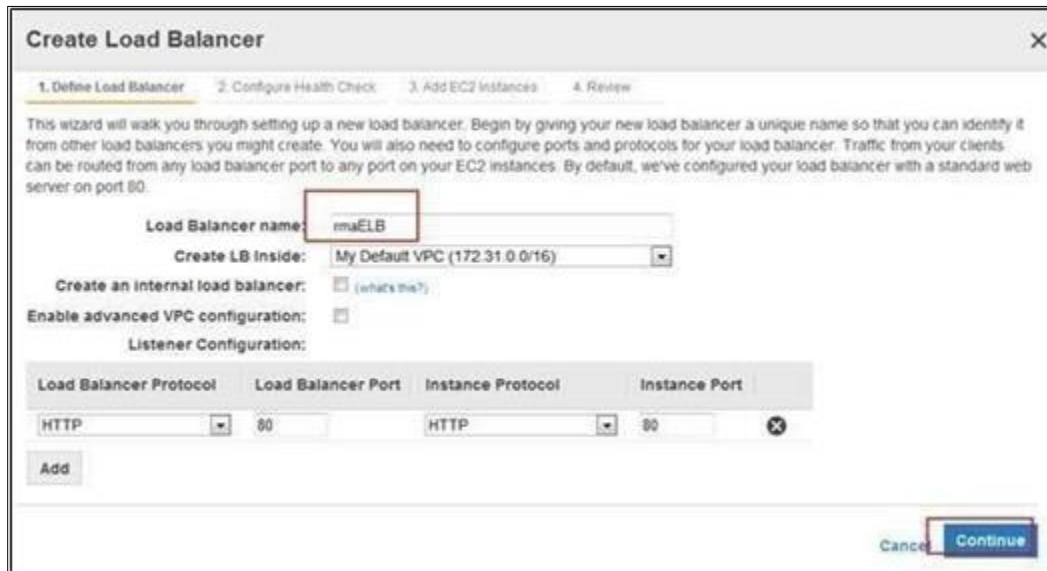 Create Load Balancer
1. Define Load Balancer 2. Configure Health Check 3. Add EC2 Instances 4. Review
This wizard will walk you through setting up a new load balancer. Begin by giving your new load balancer a unique name so that you can identify it
from other load balancers you might create. You will also need to configure ports and protocols for your load balancer. Traffic from your clients
can be routed from any load balancer port to any port on your EC2 instances. By default, we've configured your load balancer with a standard web
server on port 80.
Load Balancer name: rmaELB
Create LB Inside: My Default VPC (172.31.0.0/16)
Create an internal load balancer: (what's this?)
Enable advanced VPC configuration:
Listener Configuration:
Load Balancer Protocol Load Balancer Port Instance Protocol Instance Port
HTTP 80 HTTP 80
Add
Cancel Continue